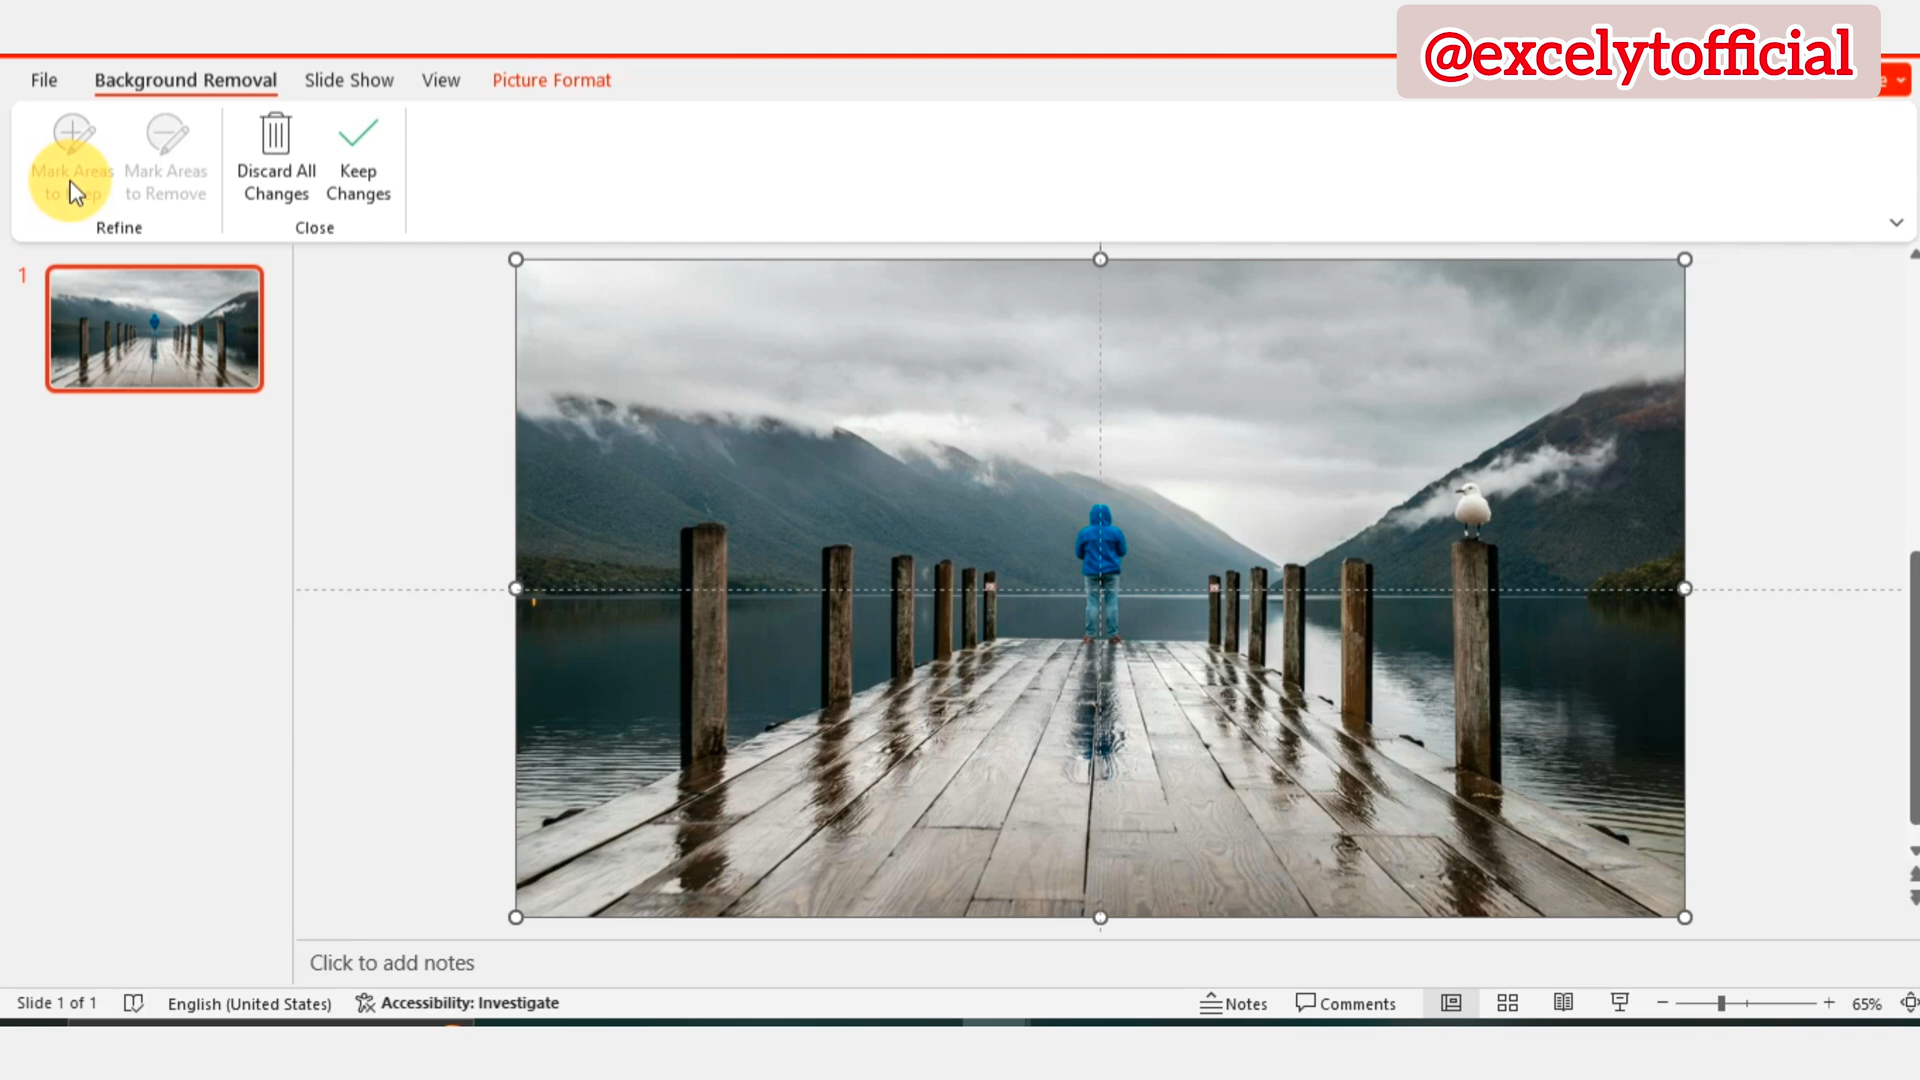 @excelytofficial
File Background Removal Slide Show View Picture Format
Mark Areas to Keep
Mark Areas to Remove
Discard All Changes
Keep Changes
Refine
Close
1
Click to add notes
Slide 1 of 1 English (United States) Accessibility: Investigate Notes Comments 65%